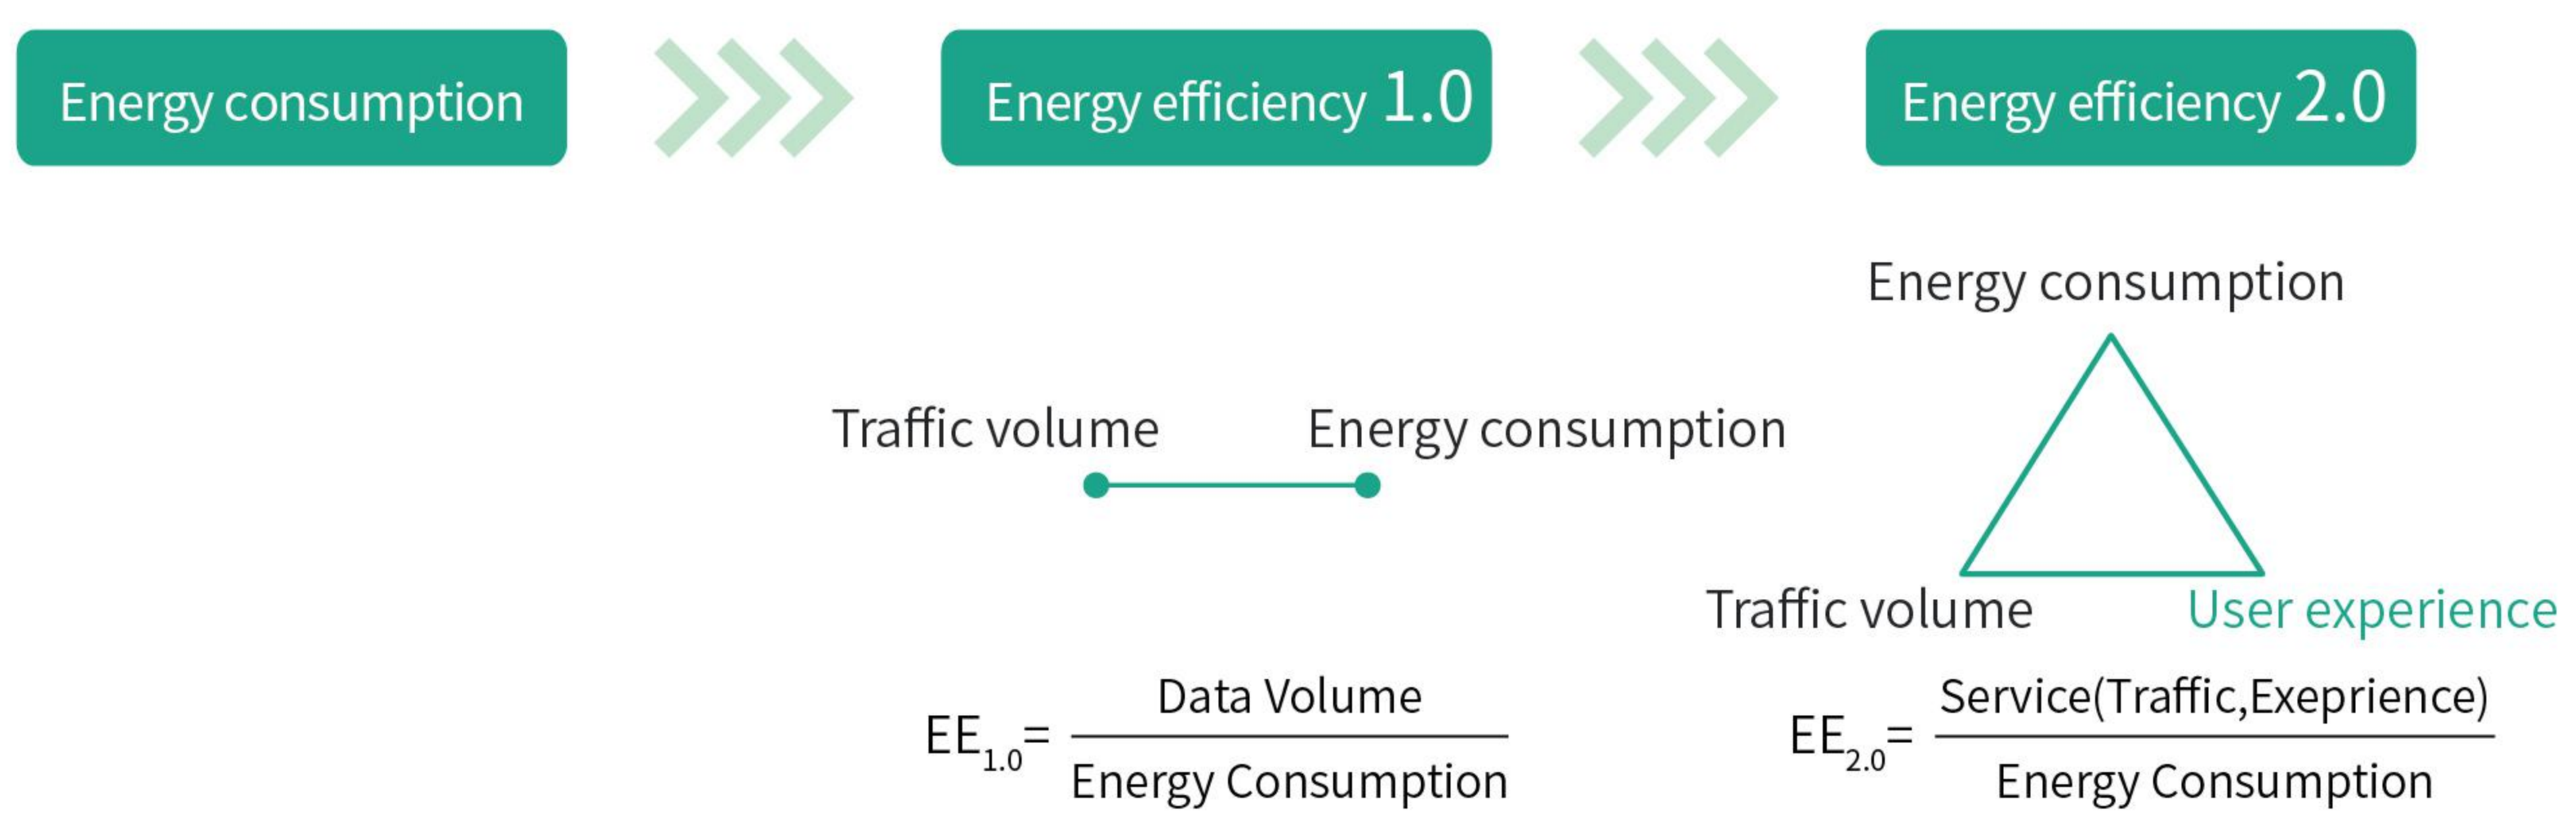 Energy consumption
Energy efficiency 1.0
Energy efficiency 2.0
Energy consumption
Traffic volume
Energy consumption
Traffic volume
User experience
EE1.0=
Data Volume
Energy Consumption
EE2.0=
Service(Traffic,Exeprience)
Energy Consumption